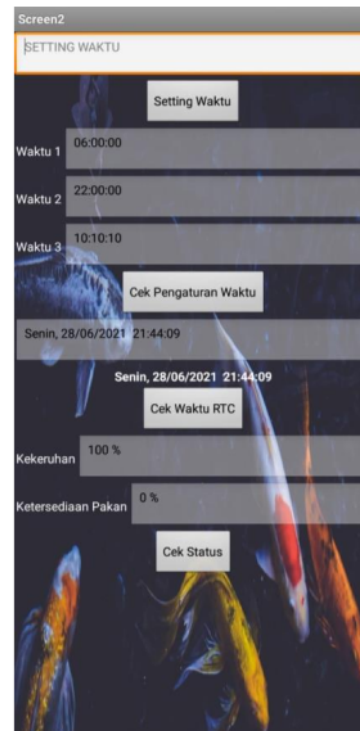 Screen2
SETTING WAKTU
Setting Waktu
Waktu 1 06:00:00
Waktu 2 22:00:00
Waktu 3 10:10:10
Cek Pengaturan Waktu
Senin, 28/06/2021 21:44:09
Senin, 28/06/2021 21:44:09
Cek Waktu RTC
Kekeruhan 100 %
Ketersediaan Pakan 0 %
Cek Status